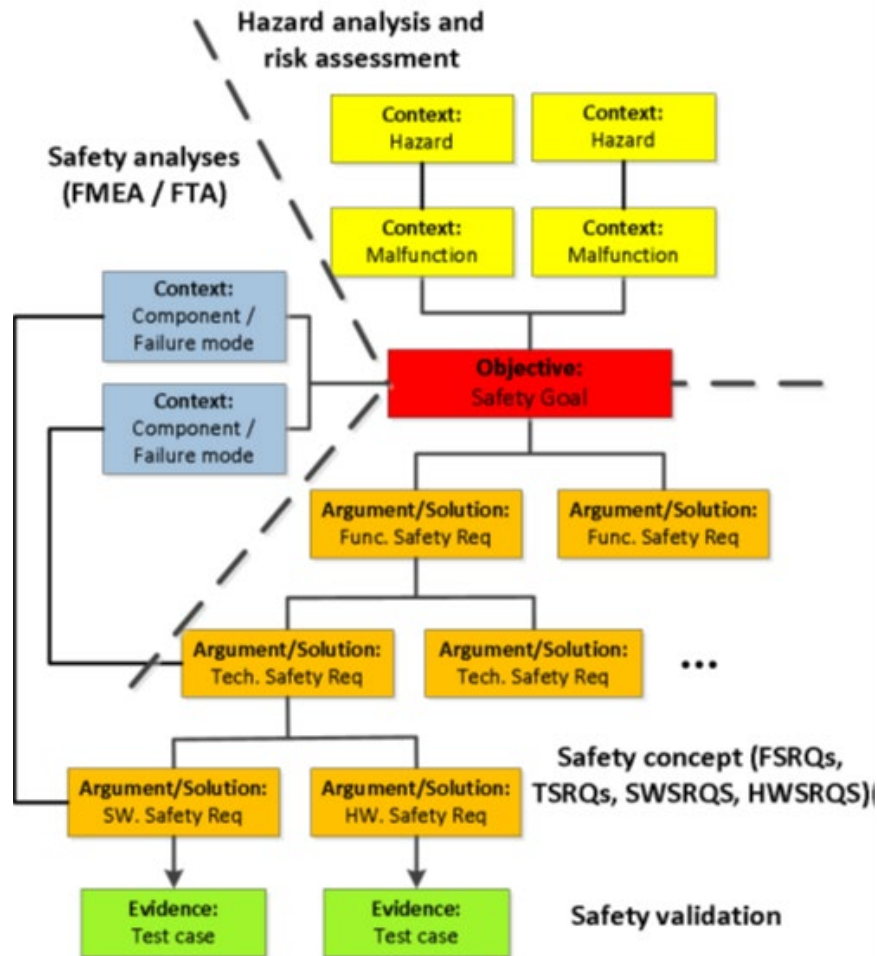 Hazard analysis and
risk assessment
Context:
Hazard
Context:
Hazard
Safety analyses
(FMEA / FTA)
Context:
Malfunction
Context:
Malfunction
Context:
Component /
Failure mode
Context:
Component /
Failure mode
Objective:
Safety Goal
Argument/Solution:
Func. Safety Req
Argument/Solution:
Func. Safety Req
Argument/Solution:
Tech. Safety Req
Argument/Solution:
Tech. Safety Req
...
Argument/Solution:
SW. Safety Req
Argument/Solution:
HW. Safety Req
Safety concept (FSRQs,
TSRQs, SWSRQS, HWSRQS)(
Evidence:
Test case
Evidence:
Test case
Safety validation